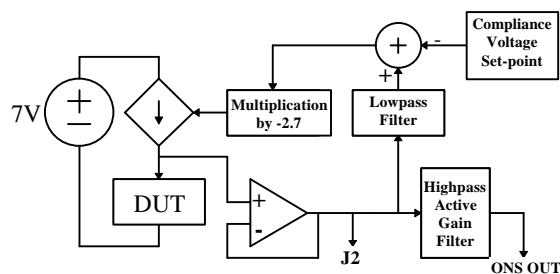 Compliance
Voltage
Set-point
-
+
+
7V
+
−
Multiplication
by -2.7
Lowpass
Filter
DUT
+
-
Highpass
Active
Gain
Filter
J2
ONS OUT